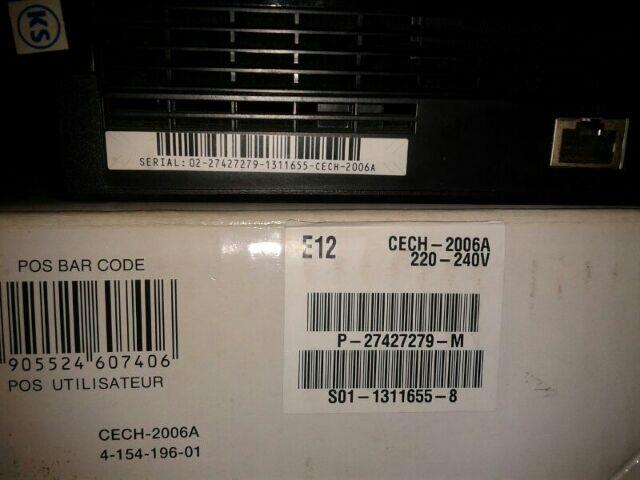 KS
SERIAL: 02-27427279-1311655-CECH-2006A
E12
CECH-2006A
220-240V
P-27427279-M
S01-1311655-8
POS BAR CODE
905524 607406
POS UTILISATEUR
CECH-2006A
4-154-196-01